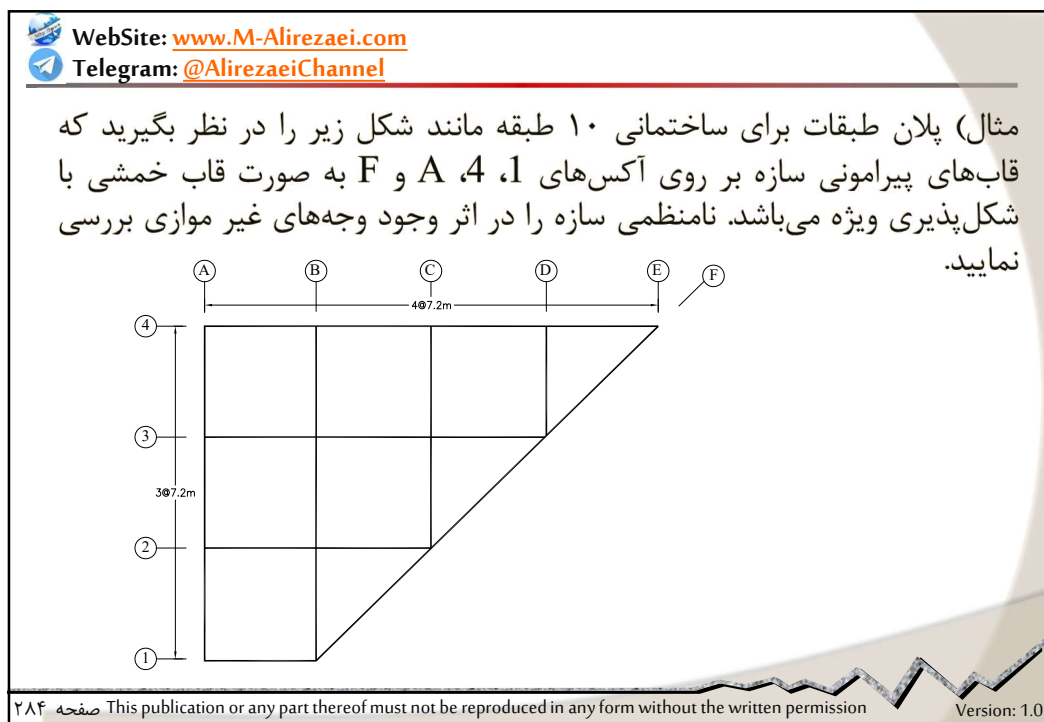 WebSite: www.M-Alirezaei.com
Telegram: @AlirezaeiChannel
مثال) پلان طبقات برای ساختمانی ۱۰ طبقه مانند شکل زیر را در نظر بگیرید که
قاب‌های پیرامونی سازه بر روی آکس‌های 1، 4، A و F به صورت قاب خمشی با
شکل‌پذیری ویژه می‌باشد. نامنظمی سازه را در اثر وجود وجه‌های غیر موازی بررسی
نمایید.
A B C D E F
4@7.2m
4
3
3@7.2m
2
1
صفحه ۲۸۴ This publication or any part thereof must not be reproduced in any form without the written permission Version: 1.0